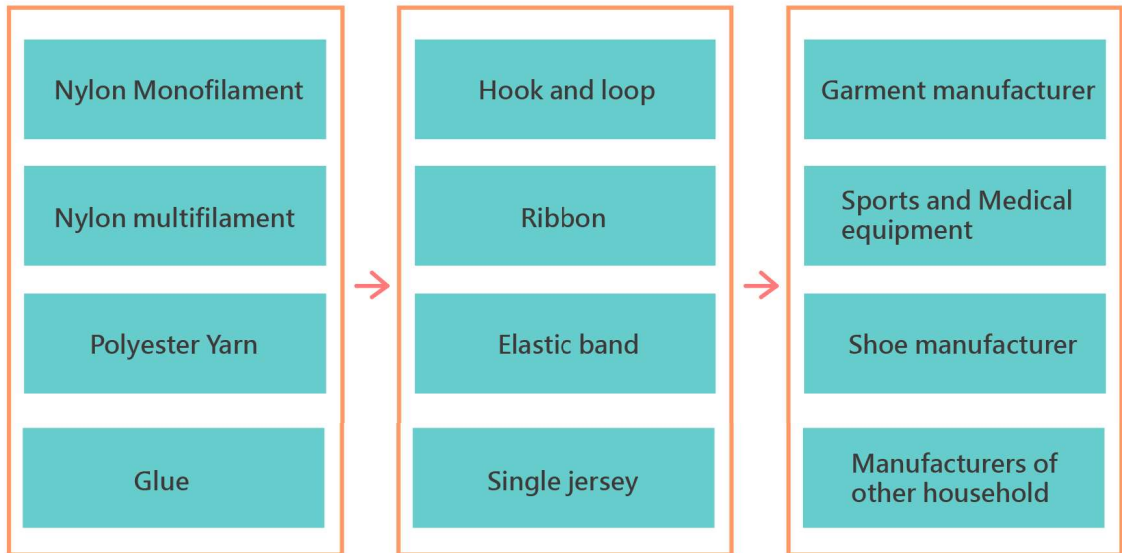 Nylon Monofilament
Nylon multifilament
Polyester Yarn
Glue
Hook and loop
Ribbon
Elastic band
Single jersey
Garment manufacturer
Sports and Medical
equipment
Shoe manufacturer
Manufacturers of
other household